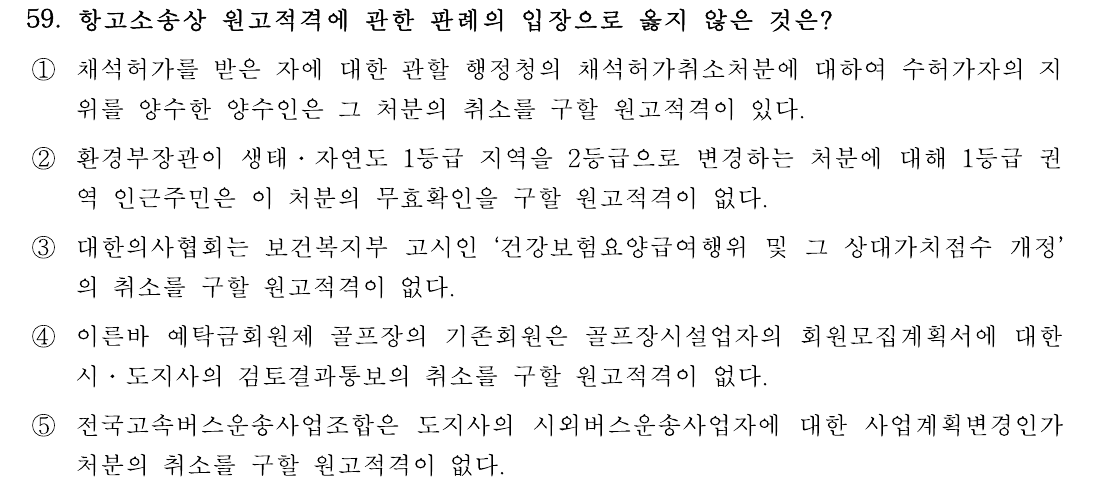 59. 항고소송상 원고적격에 관한 판례의 입장으로 옳지 않은 것은?
① 채석허가를 받은 자에 대한 관할 행정청의 채석허가취소처분에 대하여 수허가자의 지
위를 양수한 양수인은 그 처분의 취소를 구할 원고적격이 있다.
② 환경부장관이 생태 · 자연도 1등급 지역을 2등급으로 변경하는 처분에 대해 1등급 권
역 인근주민은 이 처분의 무효확인을 구할 원고적격이 없다.
③ 대한의사협회는 보건복지부 고시인 ‘건강보험요양급여행위 및 그 상대가치점수 개정’
의 취소를 구할 원고적격이 없다.
④ 이른바 예탁금회원제 골프장의 기존회원은 골프장시설업자의 회원모집계획서에 대한
시 · 도지사의 검토결과통보의 취소를 구할 원고적격이 없다.
⑤ 전국고속버스운송사업조합은 도지사의 시외버스운송사업자에 대한 사업계획변경인가
처분의 취소를 구할 원고적격이 없다.